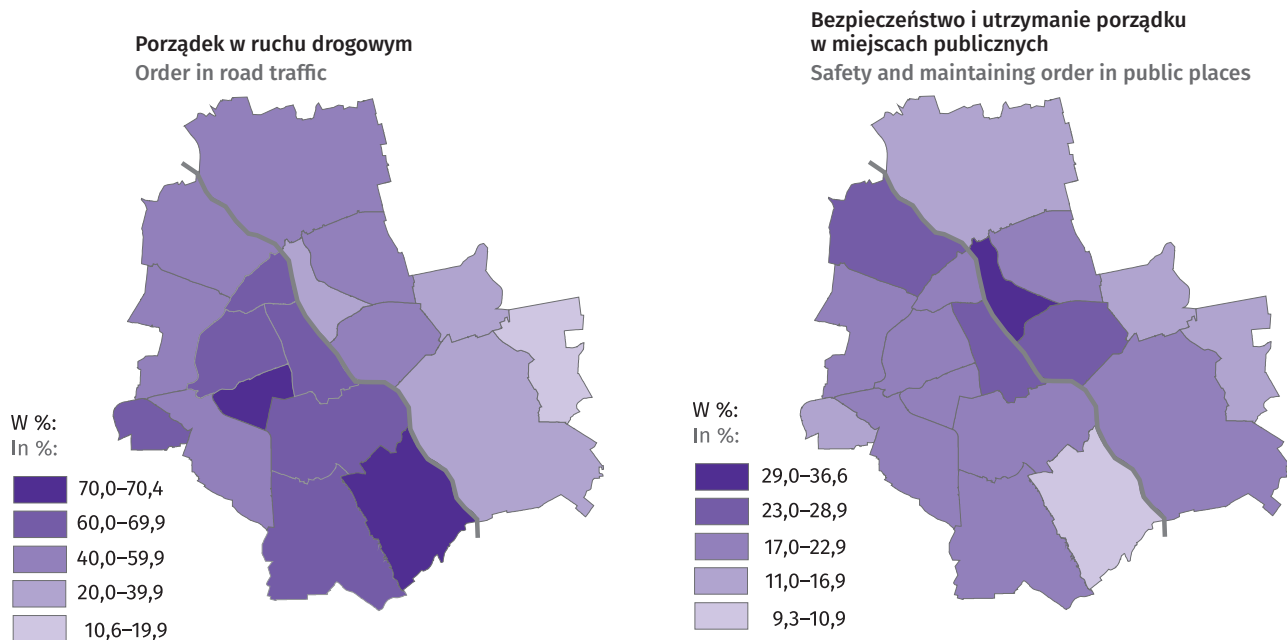 Porządek w ruchu drogowym
Order in road traffic
W %:
In %:
70,0–70,4
60,0–69,9
40,0–59,9
20,0–39,9
10,6–19,9
Bezpieczeństwo i utrzymanie porządku
w miejscach publicznych
Safety and maintaining order in public places
W %:
In %:
29,0–36,6
23,0–28,9
17,0–22,9
11,0–16,9
9,3–10,9